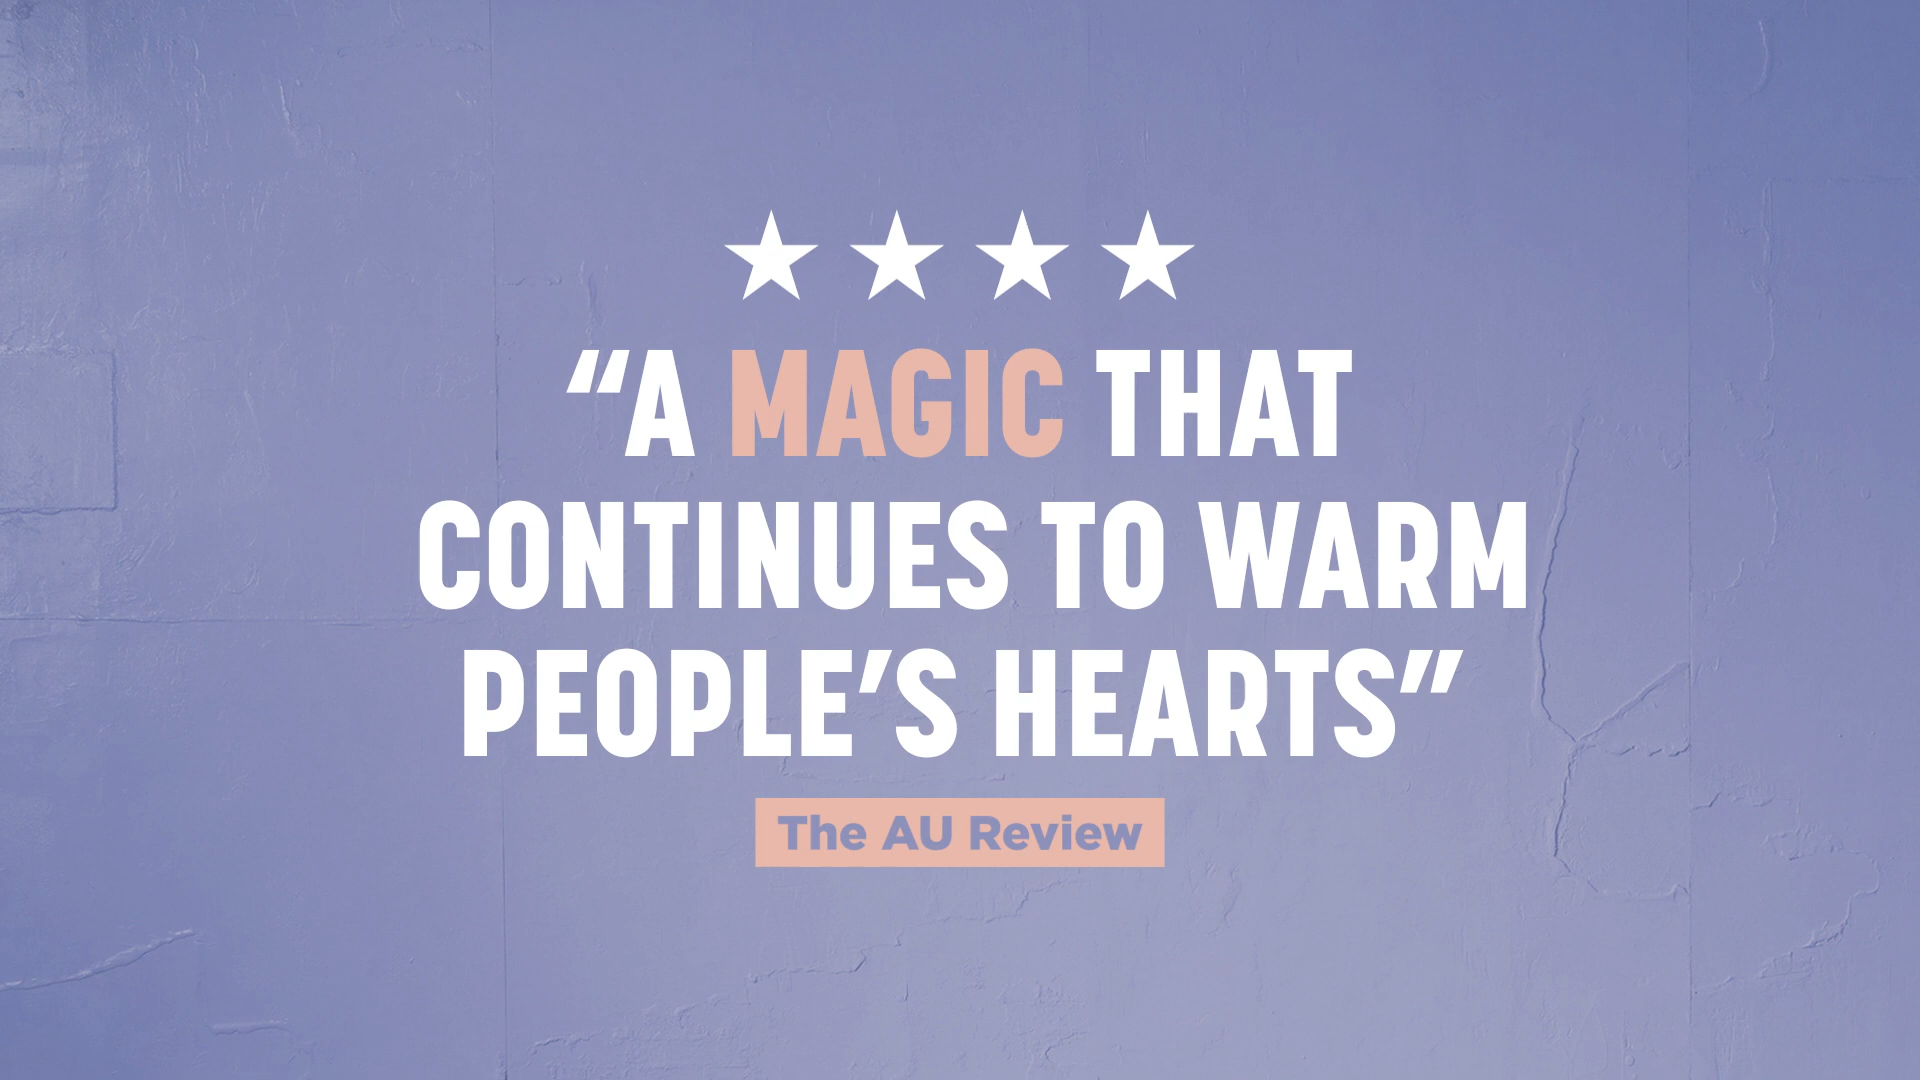 ★★★★
“A MAGIC THAT
CONTINUES TO WARM
PEOPLE’S HEARTS”
The AU Review